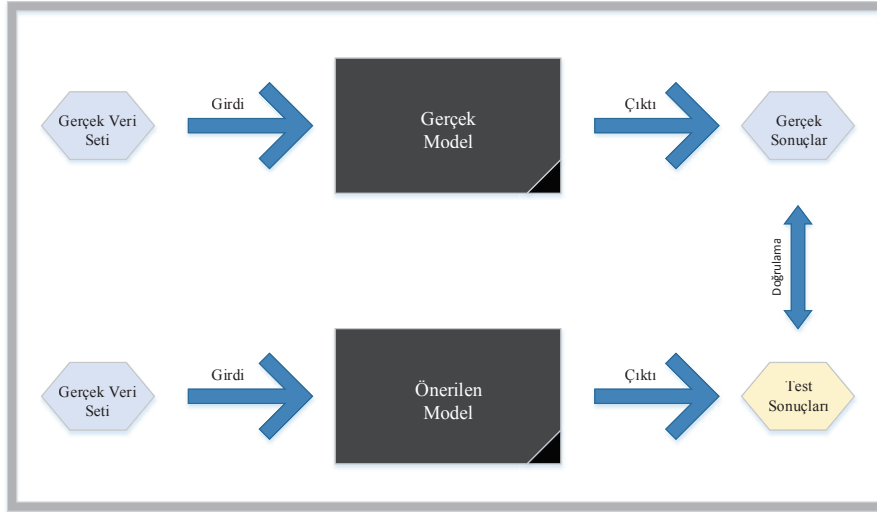 Gerçek Veri
Seti
Girdi
Gerçek
Model
Çıktı
Gerçek
Sonuçlar
Doğrulama
Gerçek Veri
Seti
Girdi
Önerilen
Model
Çıktı
Test
Sonuçları